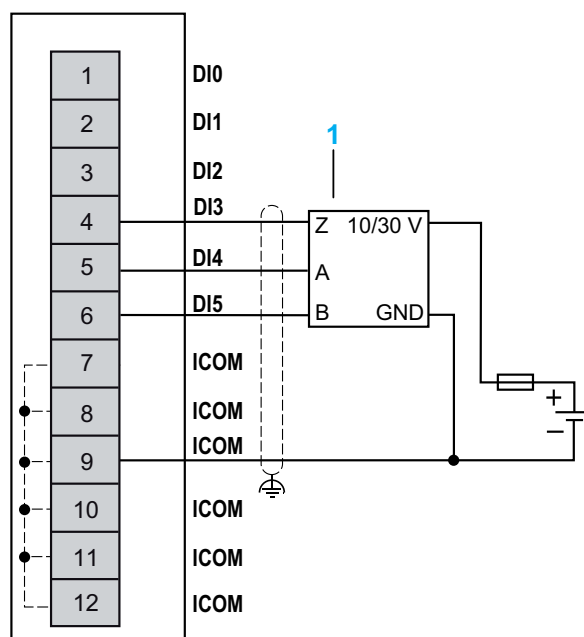 1 DI0
2 DI1
1
3 DI2
4 DI3 Z 10/30 V
5 DI4 A
6 DI5 B GND
7 ICOM
8 ICOM
+
−
9 ICOM
10 ICOM
11 ICOM
12 ICOM